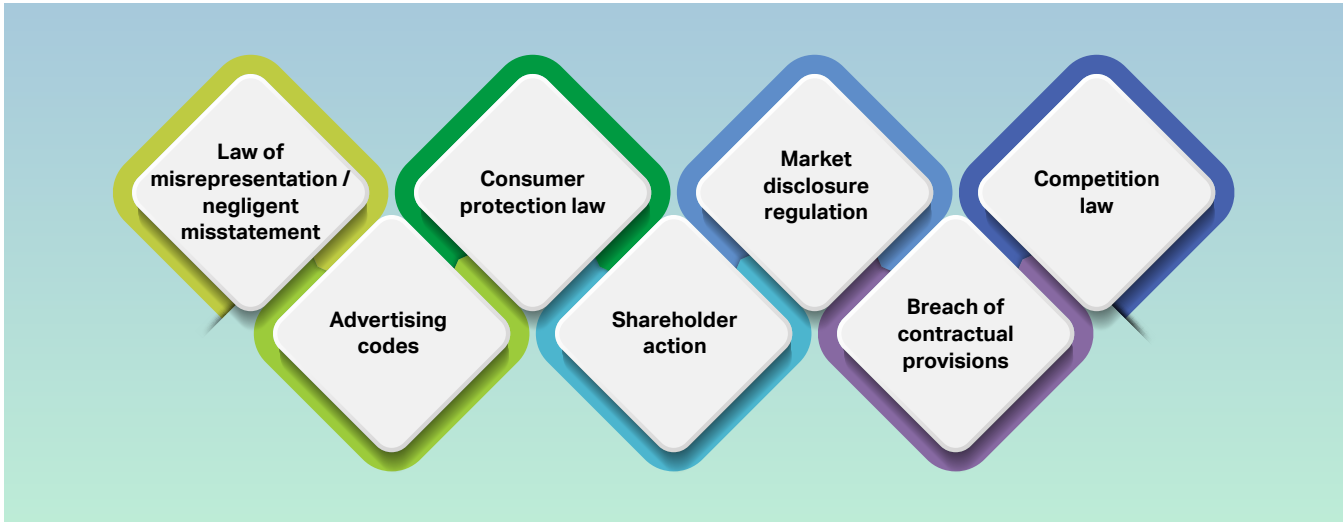 Law of
misrepresentation /
negligent
misstatement
Advertising
codes
Consumer
protection law
Shareholder
action
Market
disclosure
regulation
Breach of
contractual
provisions
Competition
law